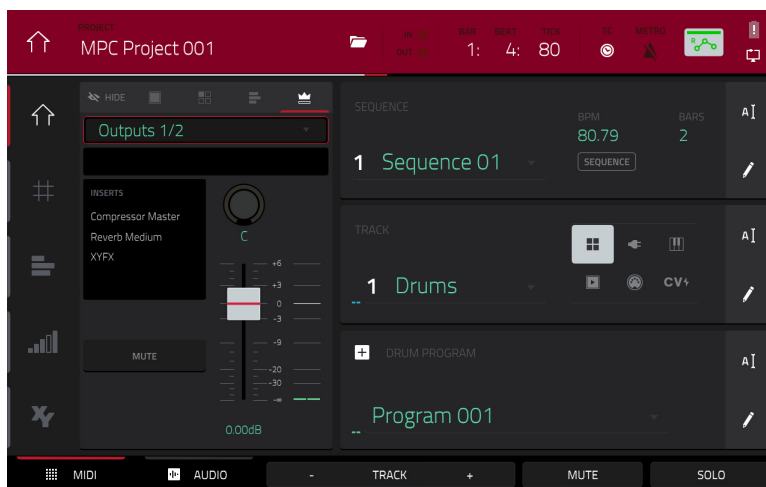 PROJECT
MPC Project 001
IN
OUT
BAR BEAT TICK
1: 4: 80
TC
METRO
R
HIDE
Outputs 1/2
INSERTS
Compressor Master
Reverb Medium
XYFX
C
+6
+3
0
-3
-9
-20
-30
-∞
MUTE
0.00dB
SEQUENCE
1 Sequence 01
BPM
80.79
BARS
2
SEQUENCE
A
TRACK
1 Drums
CV
A
DRUM PROGRAM
Program 001
A
XY
MIDI
AUDIO
- TRACK +
MUTE
SOLO